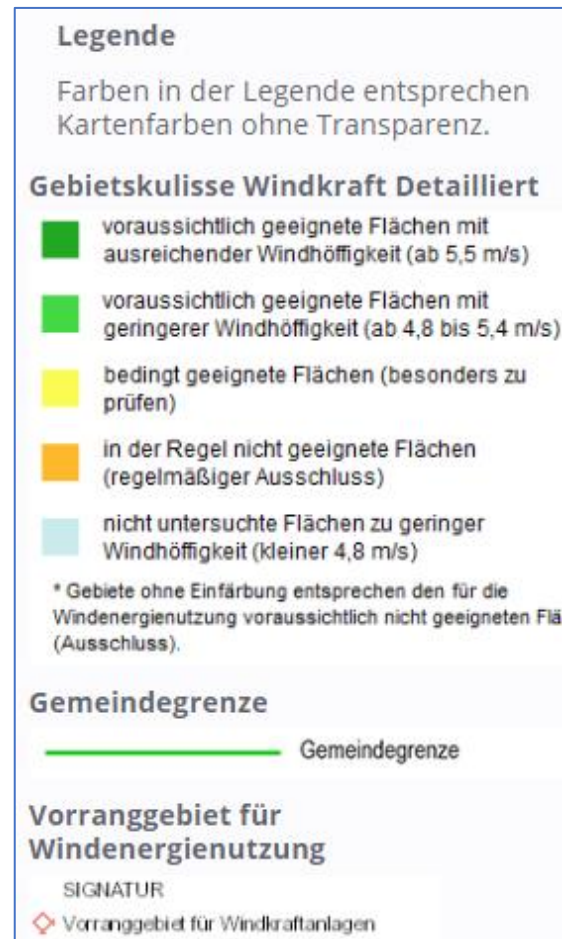 Legende
Farben in der Legende entsprechen
Kartenfarben ohne Transparenz.
Gebietskulisse Windkraft Detailliert
voraussichtlich geeignete Flächen mit
ausreichender Windhöffigkeit (ab 5,5 m/s)
voraussichtlich geeignete Flächen mit
geringerer Windhöffigkeit (ab 4,8 bis 5,4 m/s)
bedingt geeignete Flächen (besonders zu
prüfen)
in der Regel nicht geeignete Flächen
(regelmäßiger Ausschluss)
nicht untersuchte Flächen zu geringer
Windhöffigkeit (kleiner 4,8 m/s)
* Gebiete ohne Einfärbung entsprechen den für die
Windenergienutzung voraussichtlich nicht geeigneten Flä
(Ausschluss).
Gemeindegrenze
Gemeindegrenze
Vorranggebiet für
Windenergienutzung
SIGNATUR
Vorranggebiet für Windkraftanlagen